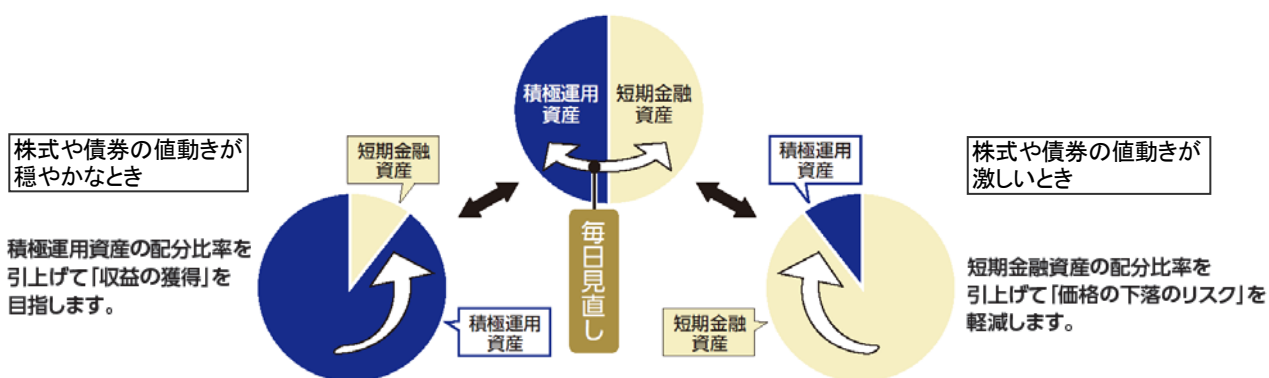 積極運用
資産
短期金融
資産
毎日見直し
株式や債券の値動きが
穏やかなとき
積極運用資産の配分比率を
引上げて「収益の獲得」を
目指します。
短期金融
資産
積極運用
資産
積極運用
資産
短期金融
資産
株式や債券の値動きが
激しいとき
短期金融資産の配分比率を
引上げて「価格の下落のリスク」を
軽減します。